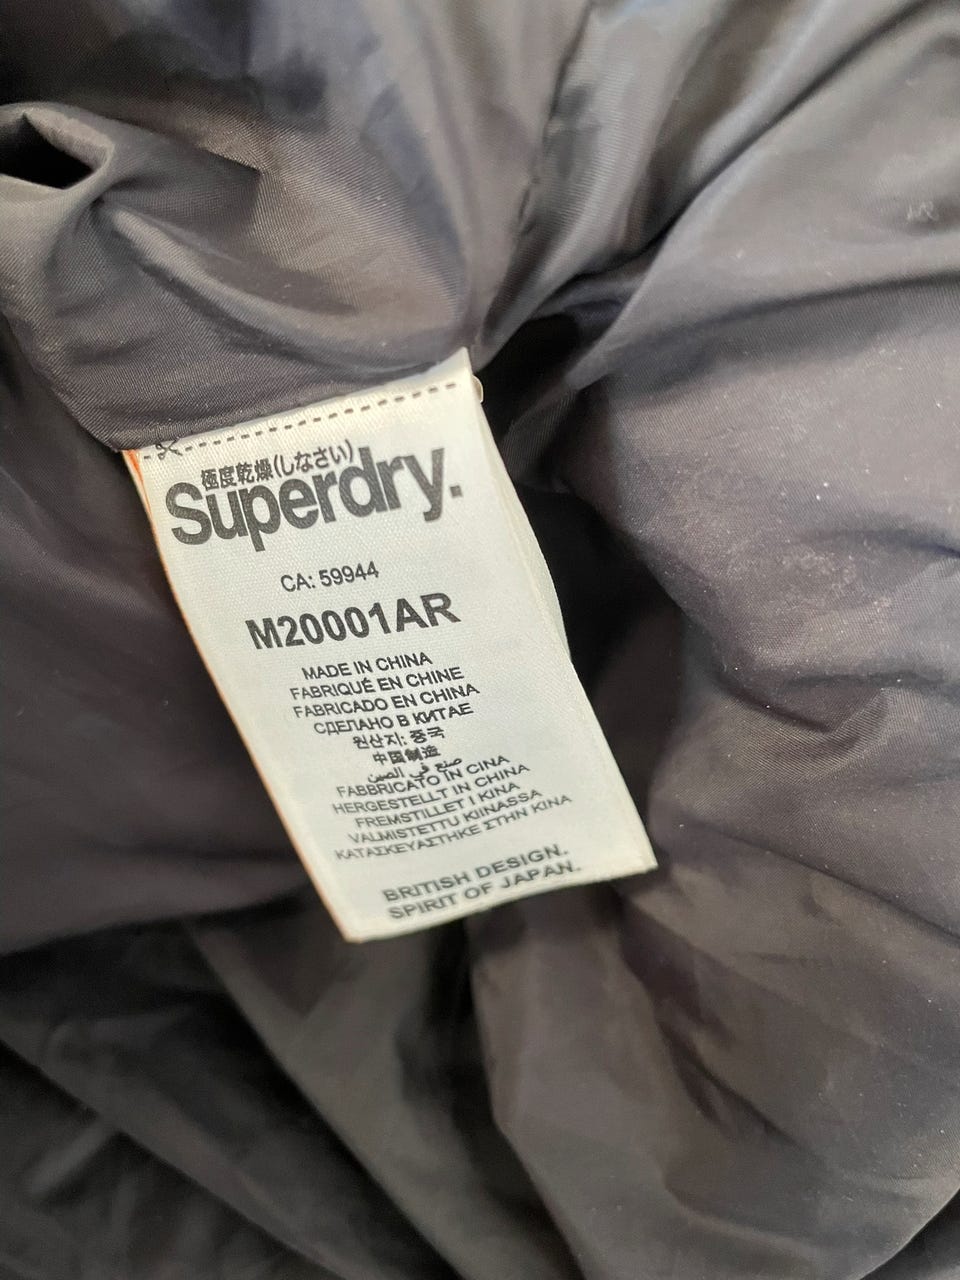 極度乾燥(しなさい)
Superdry.
CA: 59944
M20001AR
MADE IN CHINA
FABRIQUÉ EN CHINE
FABRICADO EN CHINA
СДЕЛАНО В КИТАЕ
원산지: 중국
中国制造
صنع في الصين
FABBRICATO IN CINA
HERGESTELLT IN CHINA
FREMSTILLET I KINA
VALMISTETTU KIINASSA
ΚΑΤΑΣΚΕΥΑΣΤΗΚΕ ΣΤΗΝ ΚΙΝΑ
BRITISH DESIGN.
SPIRIT OF JAPAN.